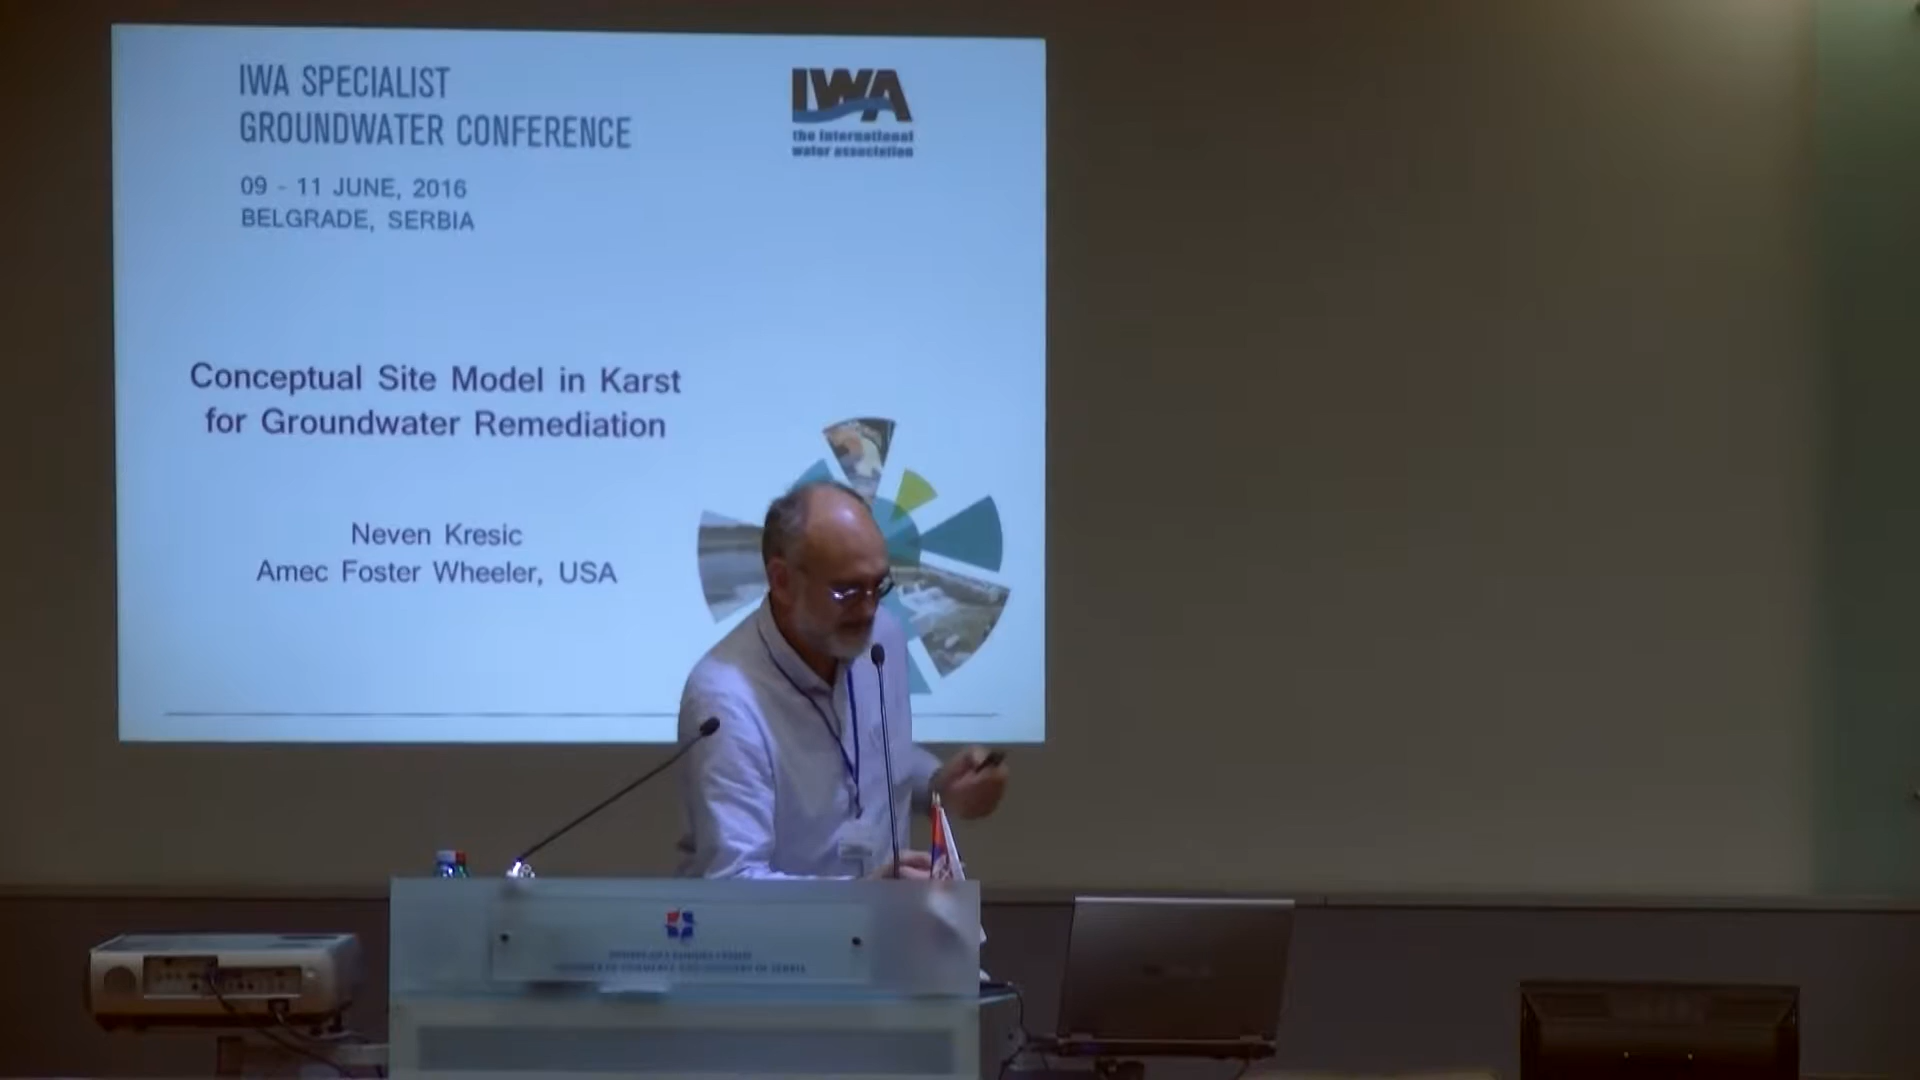 IWA SPECIALIST
GROUNDWATER CONFERENCE
09 - 11 JUNE, 2016
BELGRADE, SERBIA
IWA
the international
water association
Conceptual Site Model in Karst
for Groundwater Remediation
Neven Kresic
Amec Foster Wheeler, USA